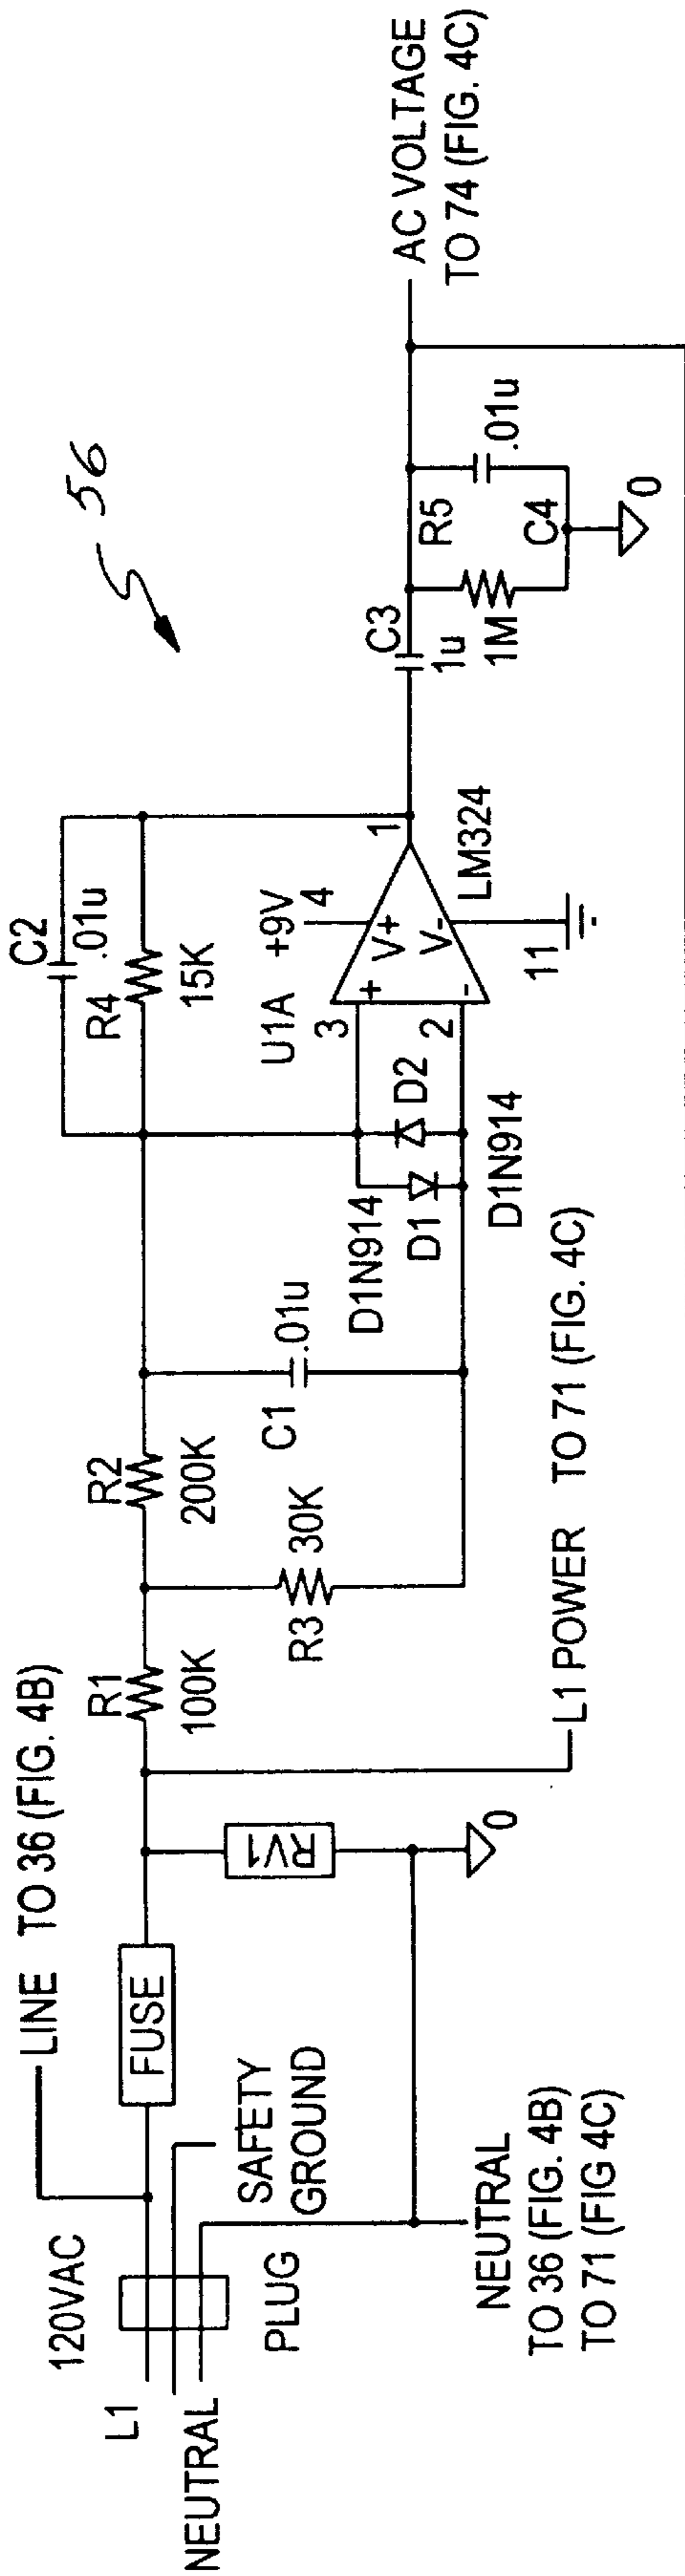 56
LINE TO 36 (FIG. 4B)
120VAC
L1
NEUTRAL
PLUG
SAFETY
GROUND
FUSE
RV1
0
NEUTRAL
TO 36 (FIG. 4B)
TO 71 (FIG 4C)
L1 POWER TO 71 (FIG. 4C)
R1
100K
R2
200K
R3
30K
C1
.01u
C2
.01u
R4
15K
D1N914
D1
D2
D1N914
U1A
+9V
3
2
4
1
11
+
-
V+
V-
LM324
C3
1u
R5
1M
C4
.01u
0
AC VOLTAGE
TO 74 (FIG. 4C)